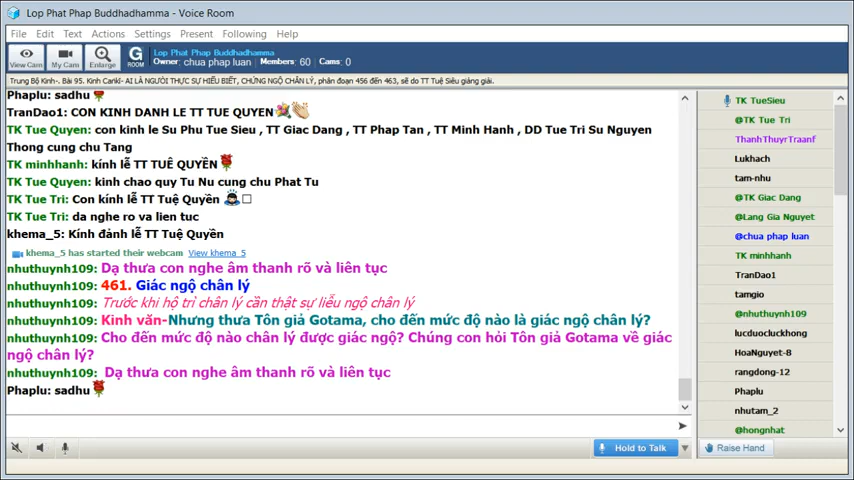 Lop Phat Phap Buddhadhamma - Voice Room
File Edit Text Actions Settings Present Following Help
View Cam
My Cam
Enlarge
G
ROOM
Lop Phat Phap Buddhadhamma
Owner: chua phap luan Members: 60 Cams: 0
Trung Bộ Kinh-. Bài 95. Kinh Cankì- AI LÀ NGƯỜI THỰC SỰ HIỂU BIẾT, CHỨNG NGỘ CHÂN LÝ, phân đoạn 456 đến 463, sẽ do TT Tuệ Siêu giảng giải.
Phaplu: sadhu
TranDao1: CON KINH DANH LE TT TUE QUYEN
TK Tue Quyen: con kinh le Su Phu Tue Sieu , TT Giac Dang , TT Phap Tan , TT Minh Hanh , DD Tue Tri Su Nguyen
Thong cung chu Tang
TK minhhanh: kính lễ TT TUÊ QUYỀN
TK Tue Quyen: kinh chao quy Tu Nu cung chu Phat Tu
TK Tue Tri: Con kính lễ TT Tuệ Quyền
TK Tue Tri: da nghe ro va lien tuc
khema_5: Kính đảnh lễ TT Tuệ Quyền
khema_5 has started their webcam View khema 5
nhuthuynh109: Dạ thưa con nghe âm thanh rõ và liên tục
nhuthuynh109: 461. Giác ngộ chân lý
nhuthuynh109: Trước khi hộ trì chân lý cần thật sự liễu ngộ chân lý
nhuthuynh109: Kinh văn-Nhưng thưa Tôn giả Gotama, cho đến mức độ nào là giác ngộ chân lý?
nhuthuynh109: Cho đến mức độ nào chân lý được giác ngộ? Chúng con hỏi Tôn giả Gotama về giác
ngộ chân lý?
nhuthuynh109: Dạ thưa con nghe âm thanh rõ và liên tục
Phaplu: sadhu
Hold to Talk
TK TueSieu
@TK Tue Tri
ThanhThuyrTraanf
Lukhach
tam-nhu
@TK Giac Dang
@Lang Gia Nguyet
@chua phap luan
TK minhhanh
TranDao1
tamgio
@nhuthuynh109
lucduocluckhong
HoaNguyet-8
rangdong-12
Phaplu
nhutam_2
@hongnhat
Raise Hand